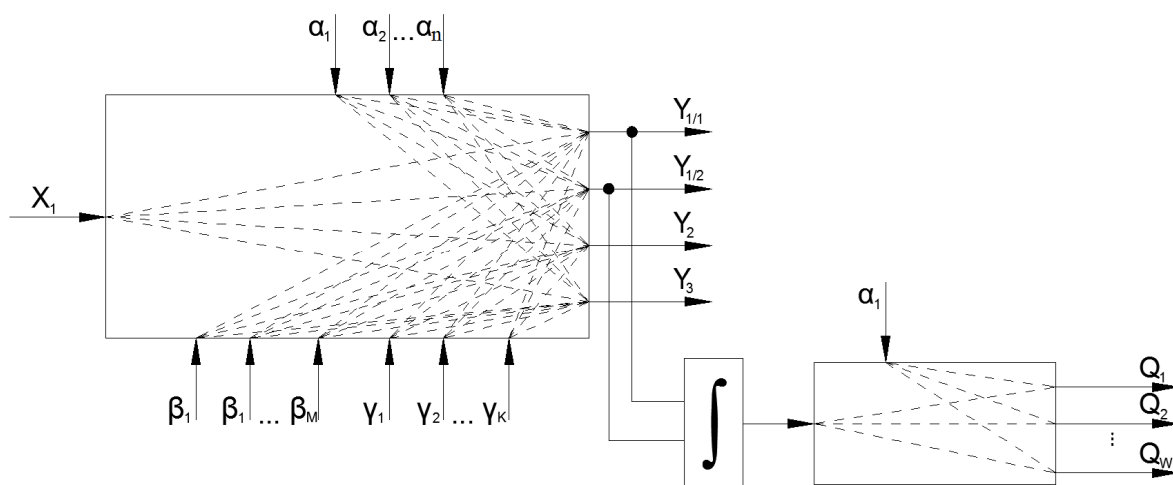 α₁ α₂ ... αn
Y₁/₁
Y₁/₂
X₁
Y₂
Y₃
α₁
β₁ β₁ ... βM γ₁ γ₂ ... γK
∫
Q₁
Q₂
⋮
QW